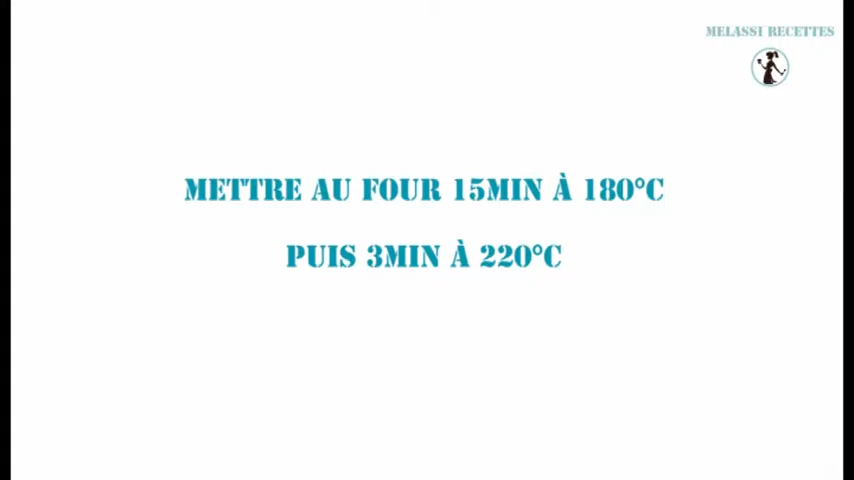 MELASSI RECETTES
METTRE AU FOUR 15MIN À 180°C
PUIS 3MIN À 220°C